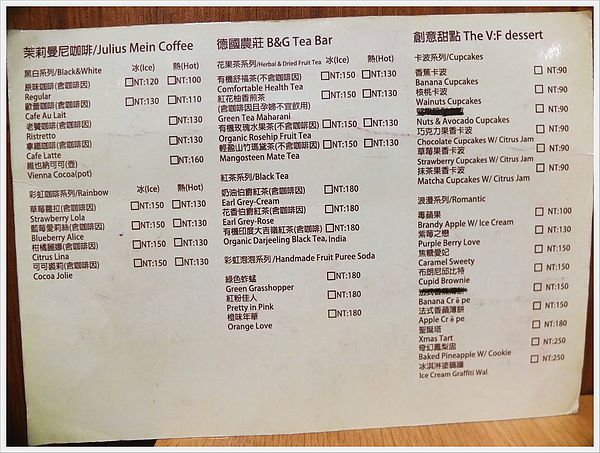 茱莉曼尼咖啡/Julius Mein Coffee
黑白系列/Black&White 冰(Ice) 熱(Hot)
原味咖啡(含咖啡因) □NT:120 □NT:100
Regular
歐蕾咖啡(含咖啡因) □NT:130 □NT:110
Cafe Au Lait
老饕咖啡(含咖啡因) □NT:130
Ristretto
拿鐵咖啡(含咖啡因) □NT:130
Cafe Latte
維也納可可(壺) □NT:160
Vienna Cocoa(pot)
彩虹咖啡系列/Rainbow 冰(Ice) 熱(Hot)
草莓蘿拉(含咖啡因) □NT:150 □NT:130
Strawberry Lola
藍莓愛莉絲(含咖啡因) □NT:150 □NT:130
Blueberry Alice
柑橘麗娜(含咖啡因) □NT:150 □NT:130
Citrus Lina
可可裘莉(含咖啡因) □NT:150 □NT:130
Cocoa Jolie
德國農莊 B&G Tea Bar
冰(Ice) 熱(Hot)
花果茶系列/Herbal & Dried Fruit Tea
有機舒福茶(不含咖啡因) □NT:150 □NT:130
Comfortable Health Tea
紅花柚香煎茶 □NT:150 □NT:130
(含咖啡因且孕婦不宜飲用)
Green Tea Maharani
有機玫瑰水果茶(不含咖啡因) □NT:150 □NT:130
Organic Rosehip Fruit Tea
輕盈山竹瑪黛茶(不含咖啡因) □NT:150 □NT:130
Mangosteen Mate Tea
紅茶系列/Black Tea
奶油伯爵紅茶(含咖啡因) □NT:180
Earl Grey-Cream
花香伯爵紅茶(含咖啡因) □NT:180
Earl Grey-Rose
有機印度大吉嶺紅茶(含咖啡因) □NT:180
Organic Darjeeling Black Tea, India
彩虹泡泡系列/Handmade Fruit Puree Soda
綠色蚱蜢 □NT:180
Green Grasshopper
紅粉佳人 □NT:180
Pretty in Pink
橙味年華 □NT:180
Orange Love
創意甜點 The V:F dessert
卡波系列/Cupcakes
香蕉卡波 □NT:90
Banana Cupcakes
核桃卡波 □NT:90
Wainuts Cupcakes
□NT:90
Nuts & Avocado Cupcakes
巧克力果卡波 □NT:90
Chocolate Cupcakes W/ Citrus Jam
草莓果香卡波 □NT:90
Strawberry Cupcakes W/ Citrus Jam
抹茶果香卡波 □NT:90
Matcha Cupcakes W/ Citrus Jam
浪漫系列/Romantic
毒蘋果 □NT:100
Brandy Apple W/ Ice Cream
紫莓之戀 □NT:130
Purple Berry Love
焦糖愛妃 □NT:150
Caramel Sweety
布朗尼邱比特 □NT:150
Cupid Brownie
法式香蕉薄餅 □NT:150
Banana Crêpe
法式香蘋薄餅 □NT:150
Apple Crêpe
聖誕塔 □NT:180
Xmas Tart
奇幻鳳梨雲 □NT:250
Baked Pineapple W/ Cookie
冰淇淋塗鴉牆 □NT:250
Ice Cream Graffiti Wal